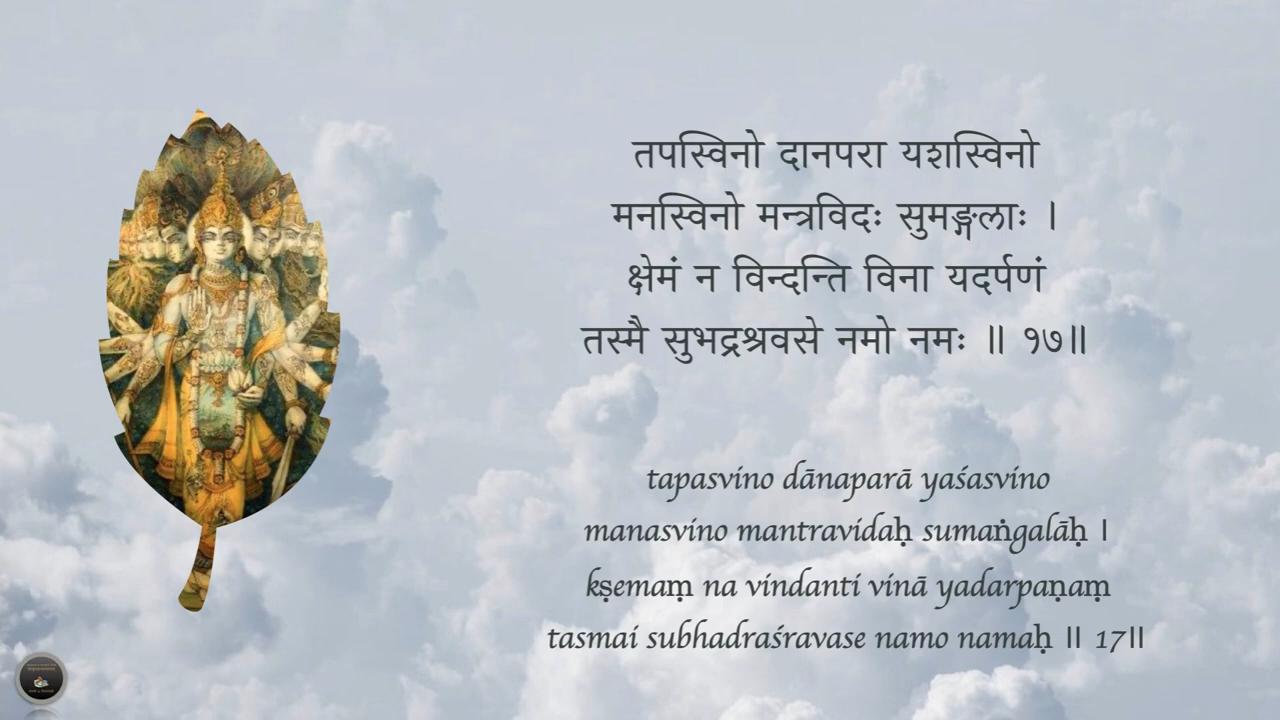 तपस्विनो दानपरा यशस्विनो
मनस्विनो मन्त्रविदः सुमङ्गलाः ।
क्षेमं न विन्दन्ति विना यदर्पणं
तस्मै सुभद्रश्रवसे नमो नमः ॥ १७॥
tapasvino dānaparā yaśasvino
manasvino mantravidaḥ sumaṅgalāḥ ।
kṣemaṃ na vindanti vinā yadarpaṇaṃ
tasmai subhadraśravase namo namaḥ ॥ 17॥